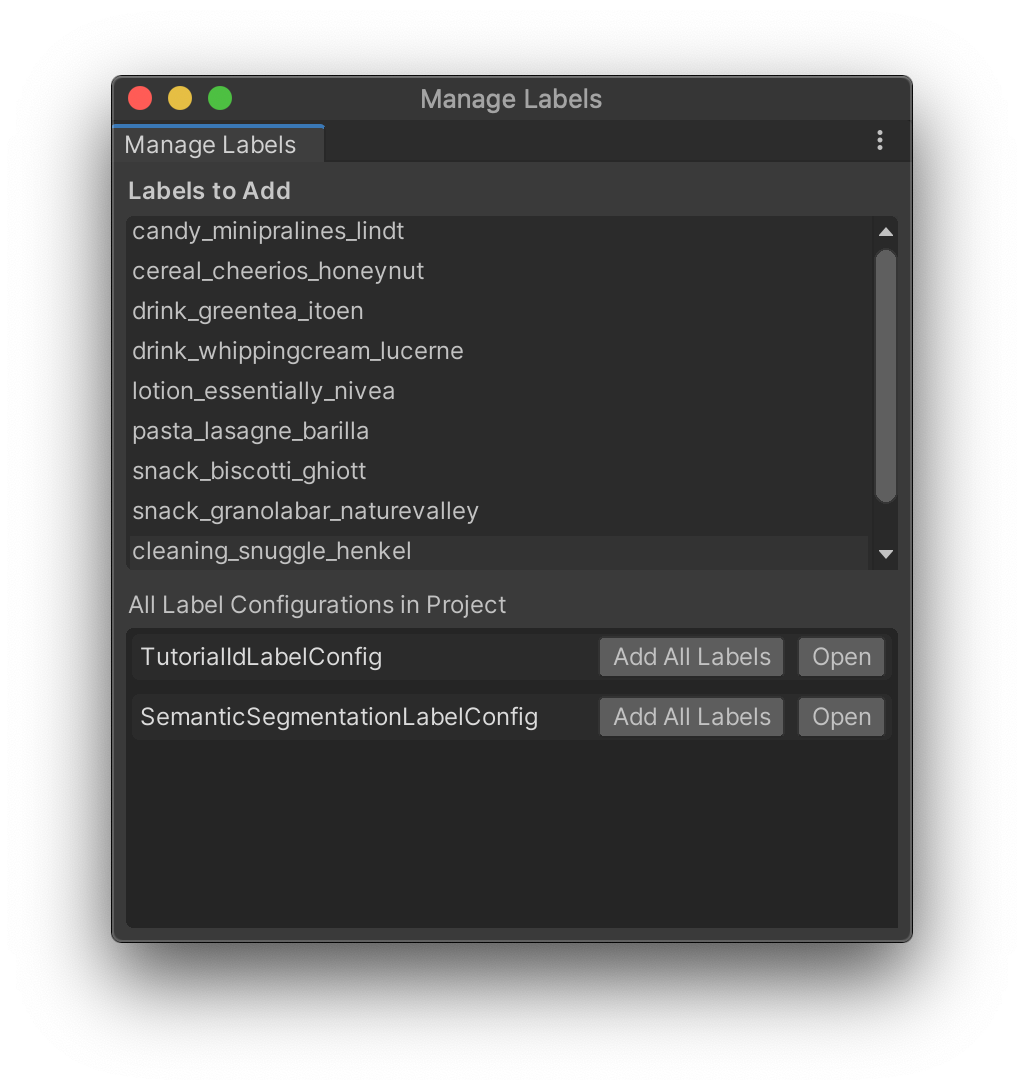 Manage Labels
Manage Labels
Labels to Add
candy_minipralines_lindt
cereal_cheerios_honeynut
drink_greentea_itoen
drink_whippingcream_lucerne
lotion_essentially_nivea
pasta_lasagne_barilla
snack_biscotti_ghiott
snack_granolabar_naturevalley
cleaning_snuggle_henkel
All Label Configurations in Project
TutorialIdLabelConfig Add All Labels Open
SemanticSegmentationLabelConfig Add All Labels Open